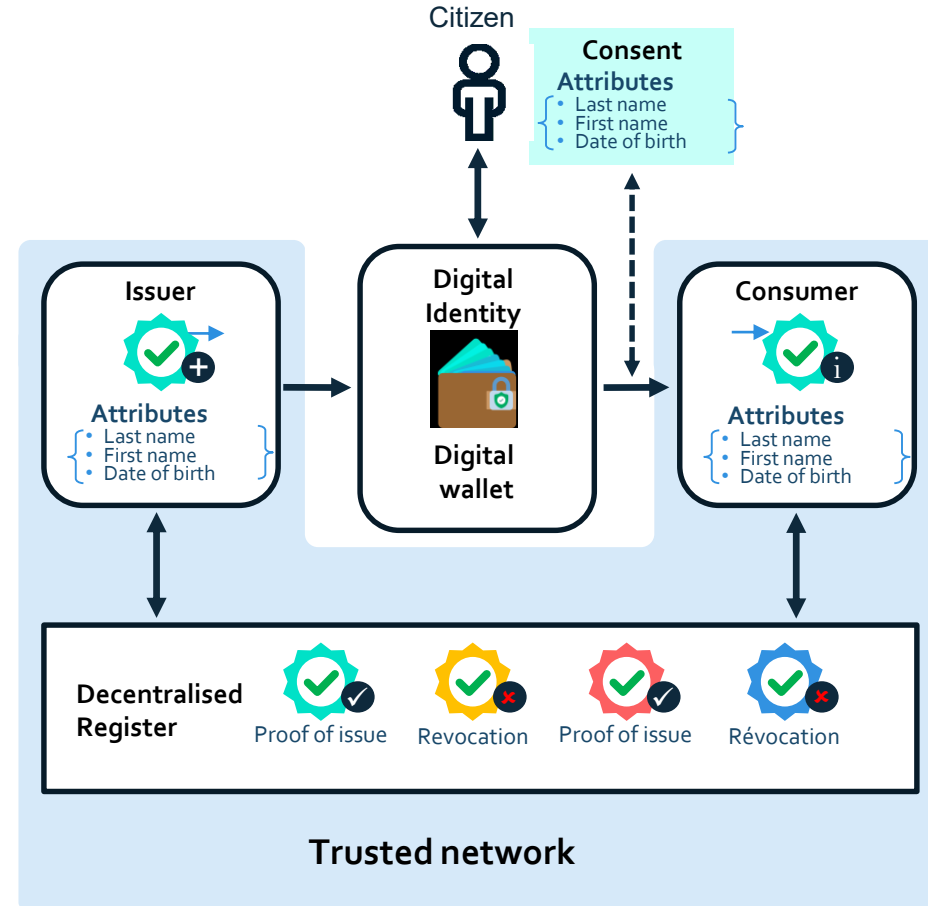 Citizen
Consent
Attributes
• Last name
• First name
• Date of birth
Issuer
Attributes
• Last name
• First name
• Date of birth
Digital
Identity
Digital
wallet
Consumer
i
Attributes
• Last name
• First name
• Date of birth
Decentralised
Register
Proof of issue
Revocation
Proof of issue
Révocation
Trusted network